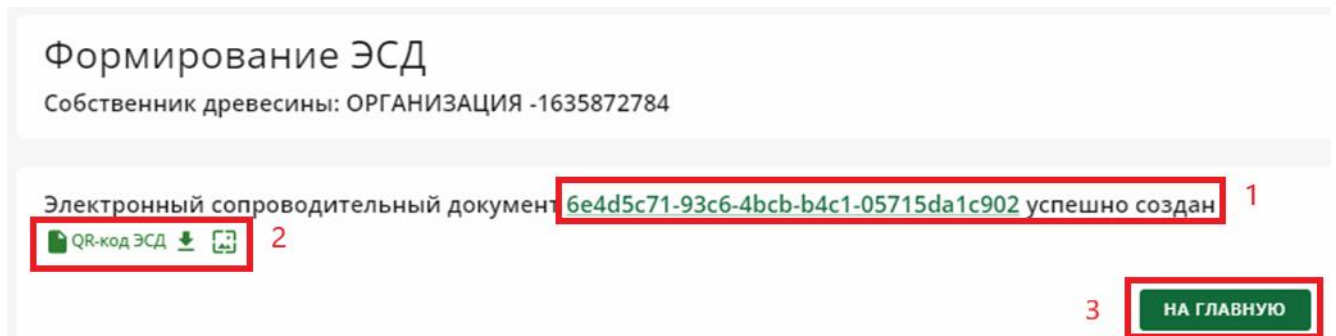 Формирование ЭСД
Собственник древесины: ОРГАНИЗАЦИЯ -1635872784
Электронный сопроводительный документ 6e4d5c71-93c6-4bcb-b4c1-05715da1c902 успешно создан 1
QR-код ЭСД 2
3 НА ГЛАВНУЮ